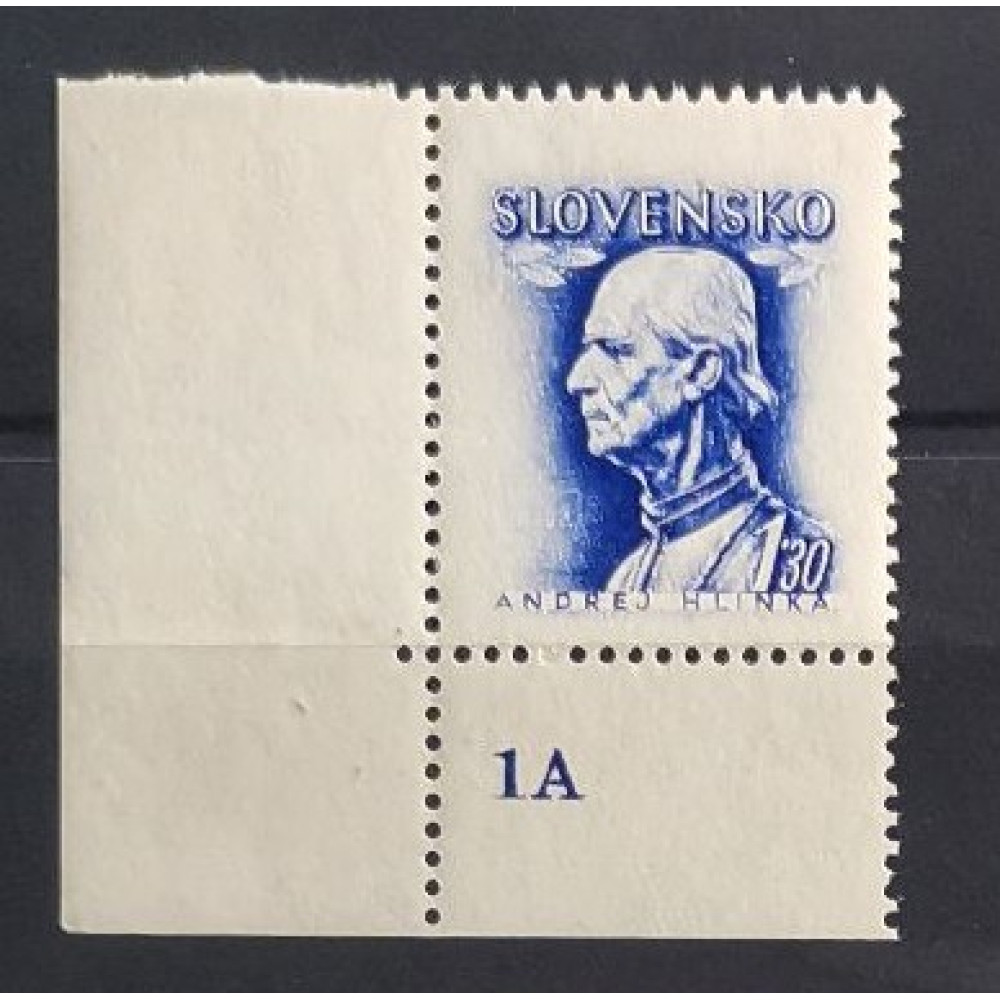 SLOVENSKO
1'30
ANDREJ HLINKA
1A